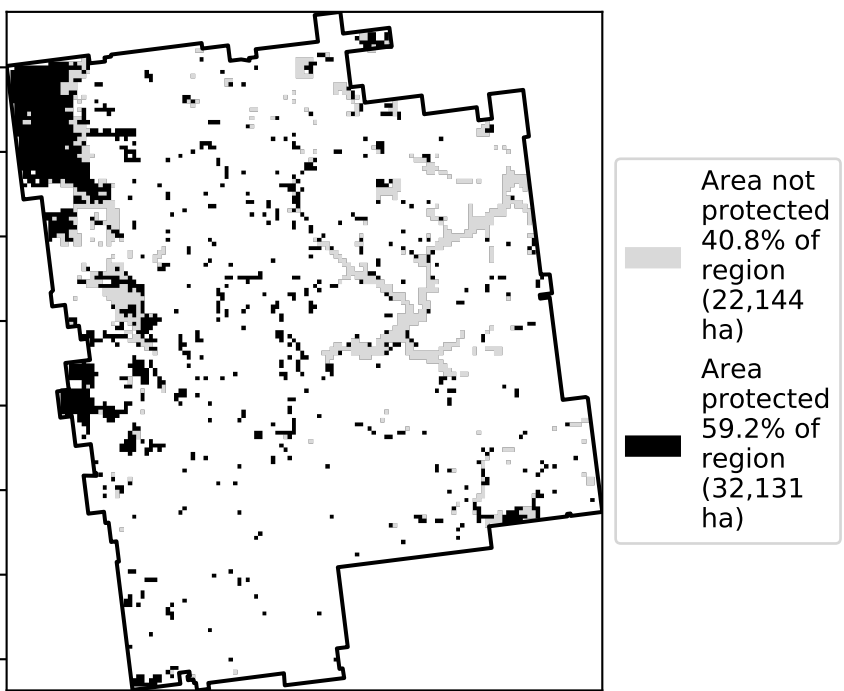 Area not
protected
40.8% of
region
(22,144
ha)
Area
protected
59.2% of
region
(32,131
ha)